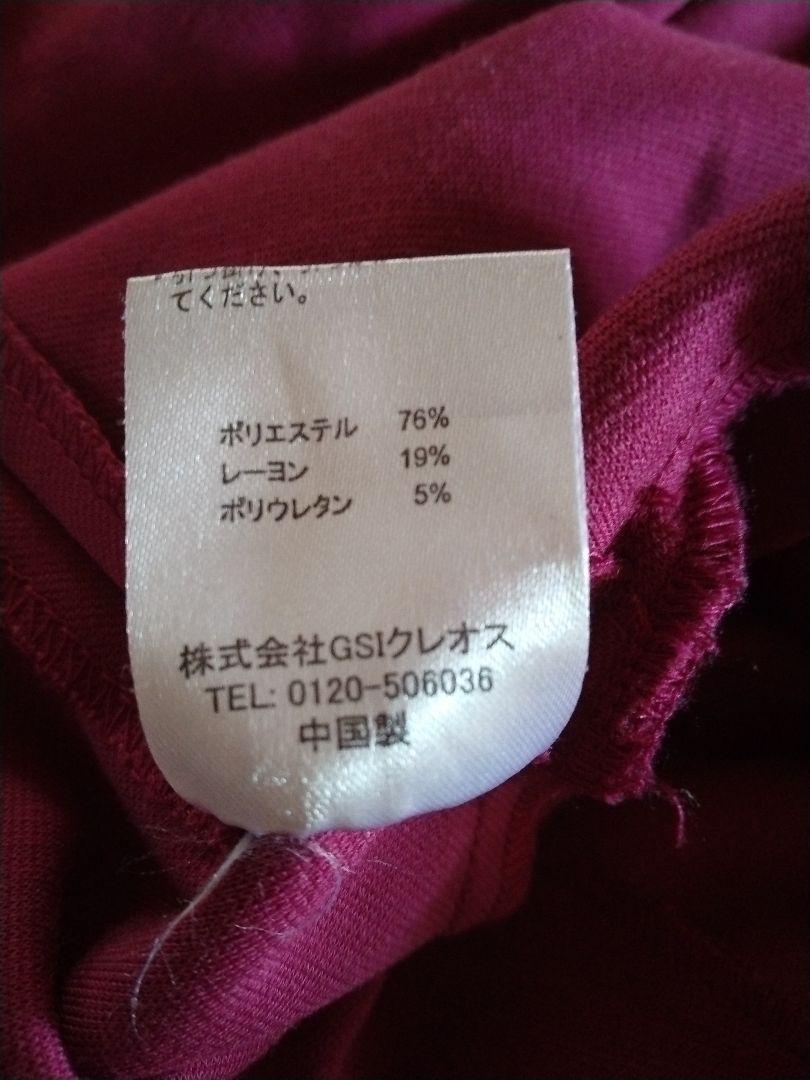 てください。
ポリエステル 76%
レーヨン 19%
ポリウレタン 5%
株式会社GSIクレオス
TEL: 0120-506036
中国製